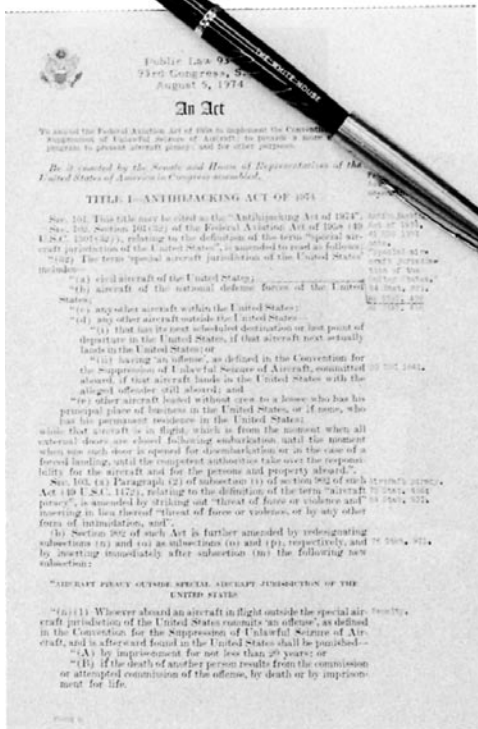 Public Law 93
93rd Congress, S.
August 5, 1974
An Act
THE WHITE HOUSE
To amend the Federal Aviation Act of 1958 to implement the Convention
Suppression of Unlawful Seizure of Aircraft; to provide a more
program to prevent aircraft piracy; and for other purposes.
Be it enacted by the Senate and House of Representatives of the
United States of America in Congress assembled,
TITLE I—ANTIHIJACKING ACT OF 1974
Sec. 101. This title may be cited as the "Antihijacking Act of 1974".
Sec. 102. Section 101(32) of the Federal Aviation Act of 1958 (49
U.S.C. 1301(32)), relating to the definition of the term "special air-
craft jurisdiction of the United States", is amended to read as follows:
"(32) The term 'special aircraft jurisdiction of the United States'
includes—
"(a) civil aircraft of the United States;
"(b) aircraft of the national defense forces of the United
States;
"(c) any other aircraft within the United States;
"(d) any other aircraft outside the United States—
"(i) that has its next scheduled destination or last point of
departure in the United States, if that aircraft next actually
lands in the United States; or
"(ii) having 'an offense', as defined in the Convention for
the Suppression of Unlawful Seizure of Aircraft, committed
aboard, if that aircraft lands in the United States with the
alleged offender still aboard; and
"(e) other aircraft leased without crew to a lessee who has his
principal place of business in the United States, or if none, who
has his permanent residence in the United States;
while that aircraft is in flight, which is from the moment when all
external doors are closed following embarkation until the moment
when one such door is opened for disembarkation or in the case of a
forced landing, until the competent authorities take over the responsi-
bility for the aircraft and for the persons and property aboard.".
Sec. 103. (a) Paragraph (2) of subsection (i) of section 902 of such
Act (49 U.S.C. 1472), relating to the definition of the term "aircraft
piracy", is amended by striking out "threat of force or violence and"
inserting in lieu thereof "threat of force or violence, or by any other
form of intimidation, and".
(b) Section 902 of such Act is further amended by redesignating
subsections (n) and (o) as subsections (o) and (p), respectively, and
by inserting immediately after subsection (m) the following new
subsection:
"AIRCRAFT PIRACY OUTSIDE SPECIAL AIRCRAFT JURISDICTION OF THE
UNITED STATES
"(n)(1) Whoever aboard an aircraft in flight outside the special air-
craft jurisdiction of the United States commits 'an offense', as defined
in the Convention for the Suppression of Unlawful Seizure of Air-
craft, and is afterward found in the United States shall be punished—
"(A) by imprisonment for not less than 20 years; or
"(B) if the death of another person results from the commission
or attempted commission of the offense, by death or by imprison-
ment for life.
Aircraft piracy.
75 Stat. 466;
Penalty.